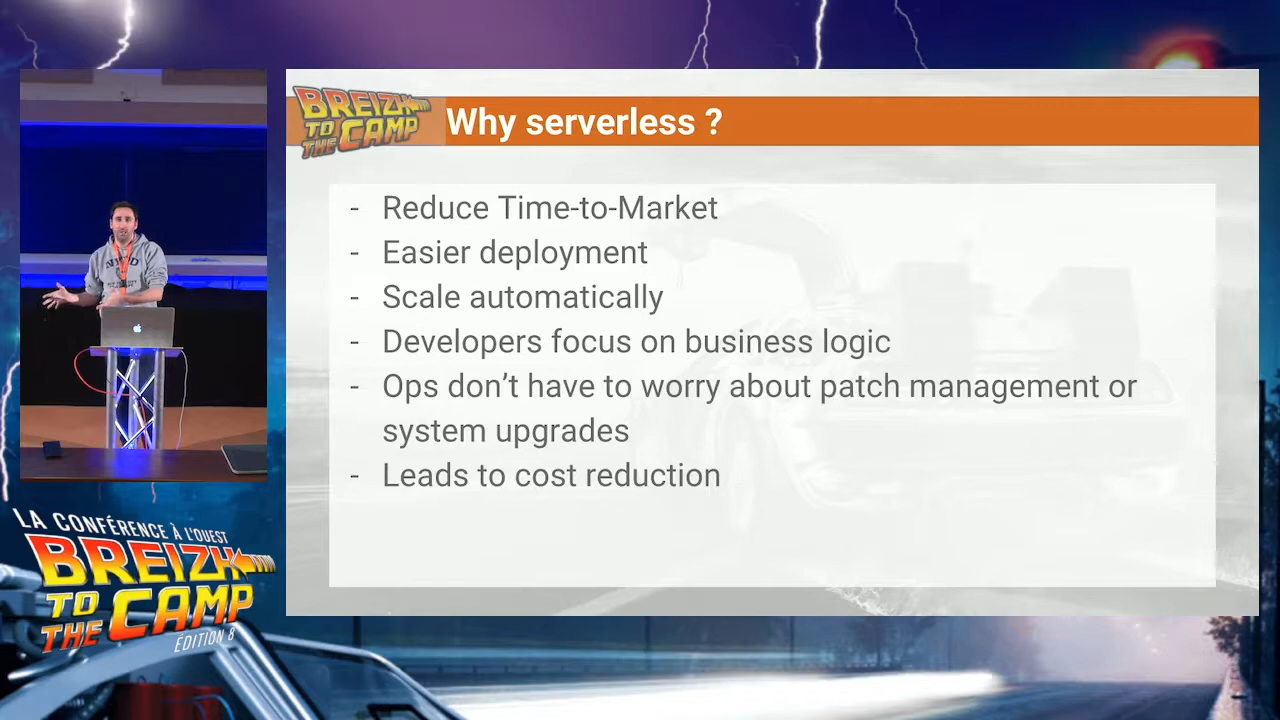 BREIZH
TO
THE CAMP
Why serverless ?
- Reduce Time-to-Market
- Easier deployment
- Scale automatically
- Developers focus on business logic
- Ops don’t have to worry about patch management or
system upgrades
- Leads to cost reduction
LA CONFÉRENCE À L'OUEST
BREIZH
TO
THE CAMP
ÉDITION 8